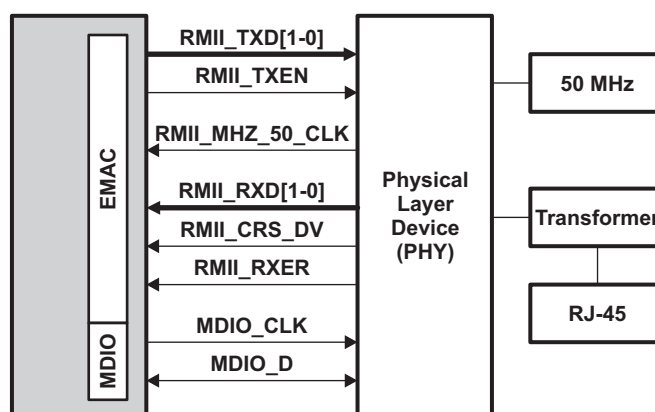 RMII_TXD[1-0]
RMII_TXEN
RMII_MHZ_50_CLK
RMII_RXD[1-0]
RMII_CRS_DV
RMII_RXER
MDIO_CLK
MDIO_D
EMAC
MDIO
Physical
Layer
Device
(PHY)
50 MHz
Transformer
RJ-45